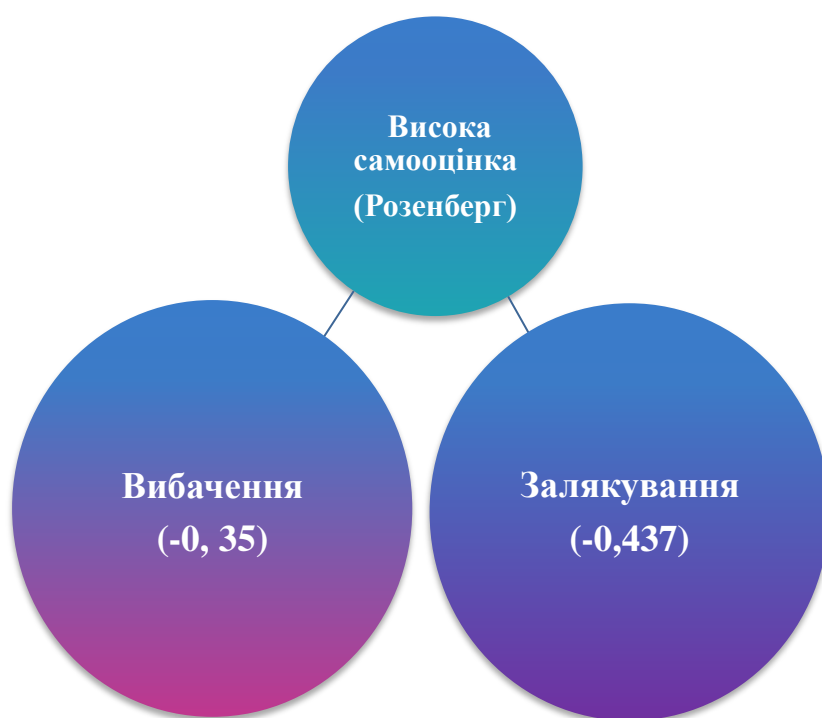 Висока
самооцінка
(Розенберг)
Вибачення
(-0, 35)
Залякування
(-0,437)